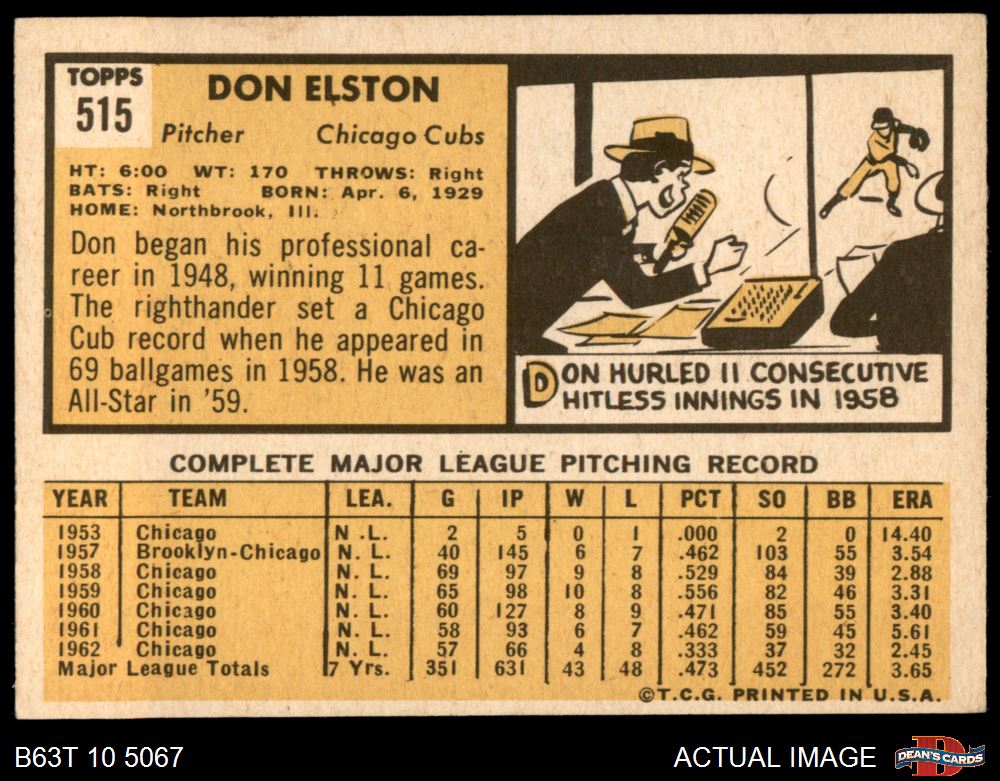 TOPPS
515
DON ELSTON
Pitcher Chicago Cubs
HT: 6:00 WT: 170 THROWS: Right
BATS: Right BORN: Apr. 6, 1929
HOME: Northbrook, Ill.
Don began his professional ca-
reer in 1948, winning 11 games.
The righthander set a Chicago
Cub record when he appeared in
69 ballgames in 1958. He was an
All-Star in '59.
DON HURLED 11 CONSECUTIVE
HITLESS INNINGS IN 1958
COMPLETE MAJOR LEAGUE PITCHING RECORD
YEAR TEAM LEA. G IP W L PCT SO BB ERA
1953 Chicago N .L. 2 5 0 1 .000 2 0 14.40
1957 Brooklyn-Chicago N. L. 40 145 6 7 .462 103 55 3.54
1958 Chicago N. L. 69 97 9 8 .529 84 39 2.88
1959 Chicago N. L. 65 98 10 8 .556 82 46 3.31
1960 Chicago N. L. 60 127 8 9 .471 85 55 3.40
1961 Chicago N. L. 58 93 6 7 .462 59 45 5.61
1962 Chicago N. L. 57 66 4 8 .333 37 32 2.45
Major League Totals 7 Yrs. 351 631 43 48 .473 452 272 3.65
©T.C.G. PRINTED IN U.S.A.
B63T 10 5067 ACTUAL IMAGE D DEAN'S CARDS